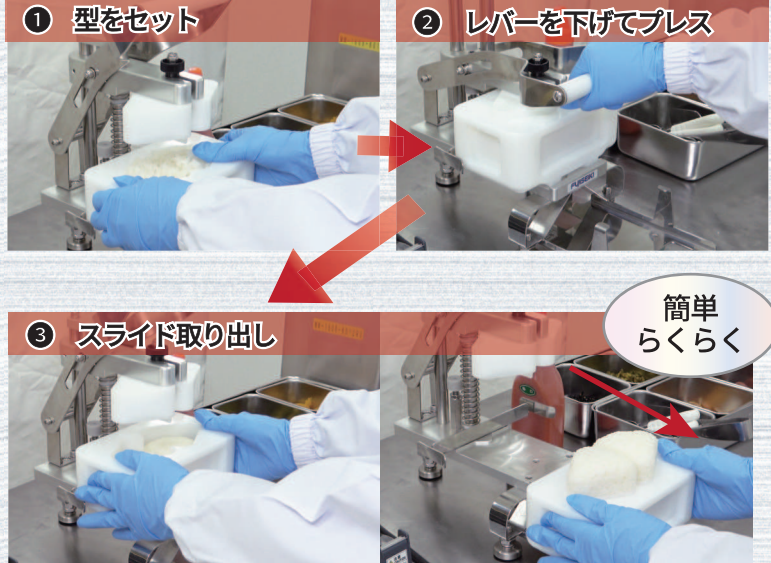 ❶ 型をセット
❷ レバーを下げてプレス
FUJISEIKI
❸ スライド取り出し
簡単
らくらく